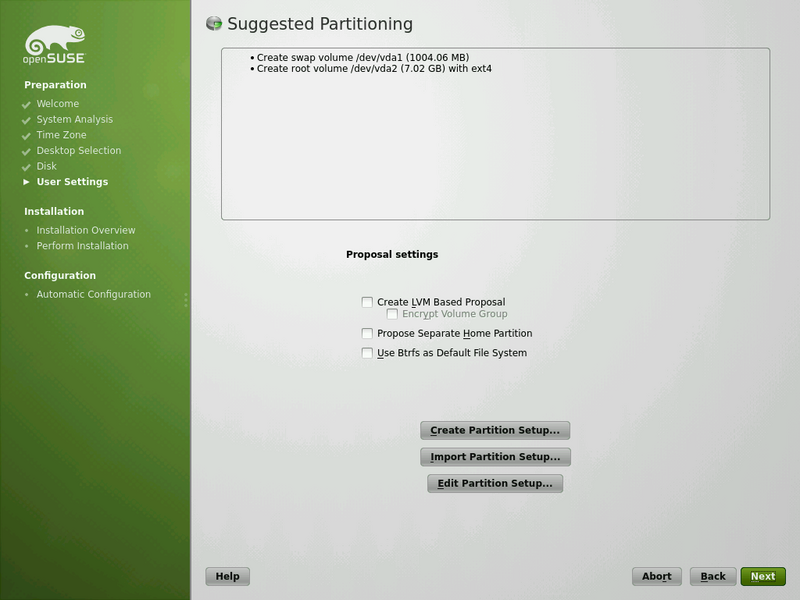 openSUSE
Preparation
Welcome
System Analysis
Time Zone
Desktop Selection
Disk
User Settings
Installation
Installation Overview
Perform Installation
Configuration
Automatic Configuration
Suggested Partitioning
• Create swap volume /dev/vda1 (1004.06 MB)
• Create root volume /dev/vda2 (7.02 GB) with ext4
Proposal settings
Create LVM Based Proposal
Encrypt Volume Group
Propose Separate Home Partition
Use Btrfs as Default File System
Create Partition Setup...
Import Partition Setup...
Edit Partition Setup...
Help
Abort
Back
Next